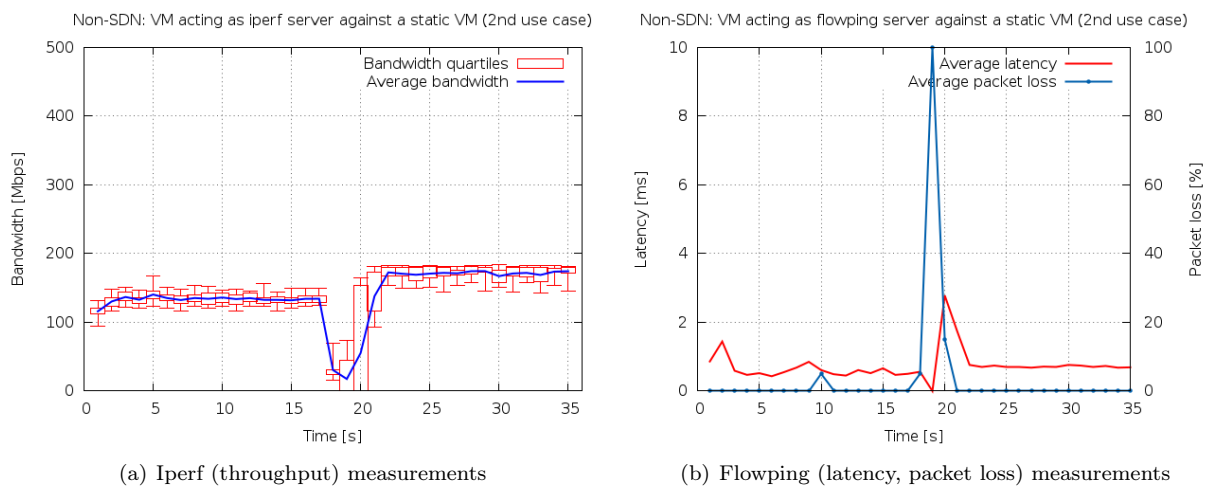 Non-SDN: VM acting as iperf server against a static VM (2nd use case)
500
400
300
200
100
0
Bandwidth [Mbps]
Bandwidth quartiles
Average bandwidth
0 5 10 15 20 25 30 35
Time [s]
(a) Iperf (throughput) measurements
Non-SDN: VM acting as flowping server against a static VM (2nd use case)
10
8
6
4
2
0
Latency [ms]
Average latency
Average packet loss
100
80
60
40
20
0
Packet loss [%]
0 5 10 15 20 25 30 35
Time [s]
(b) Flowping (latency, packet loss) measurements